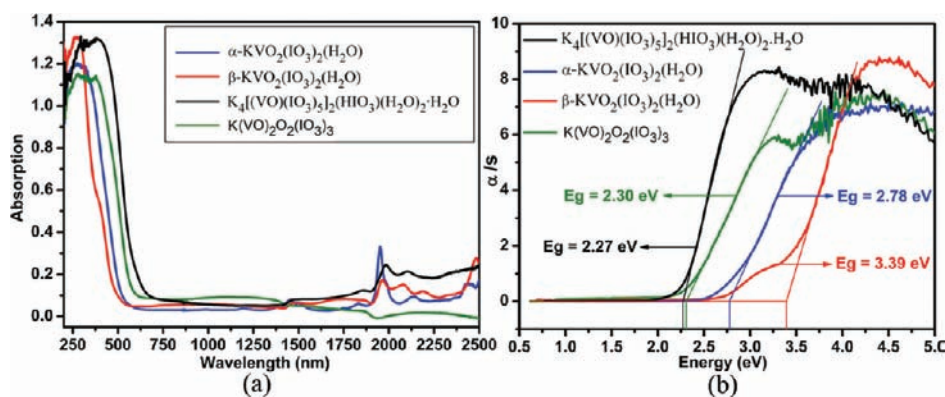 1.4
1.2
1.0
0.8
0.6
0.4
0.2
0.0
Absorption
α-KVO₂(IO₃)₂(H₂O)
β-KVO₂(IO₃)₂(H₂O)
K₄[(VO)(IO₃)₅]₂(HIO₃)(H₂O)₂·H₂O
K(VO)₂O₂(IO₃)₃
250 500 750 1000 1250 1500 1750 2000 2250 2500
Wavelength (nm)
(a)
10
8
6
4
2
0
α /s
K₄[(VO)(IO₃)₅]₂(HIO₃)(H₂O)₂.H₂O
α-KVO₂(IO₃)₂(H₂O)
β-KVO₂(IO₃)₂(H₂O)
K(VO)₂O₂(IO₃)₃
Eg = 2.30 eV
Eg = 2.78 eV
Eg = 2.27 eV
Eg = 3.39 eV
0.5 1.0 1.5 2.0 2.5 3.0 3.5 4.0 4.5 5.0
Energy (eV)
(b)